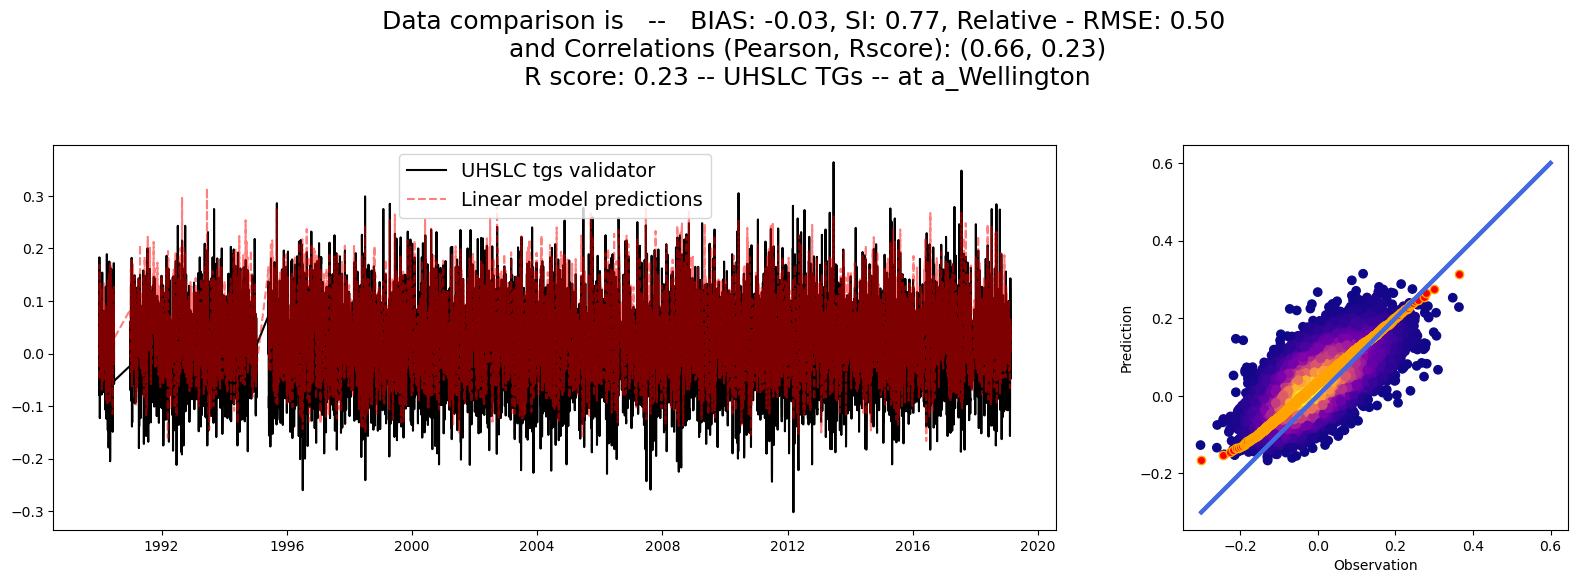 Data comparison is -- BIAS: -0.03, SI: 0.77, Relative - RMSE: 0.50
and Correlations (Pearson, Rscore): (0.66, 0.23)
R score: 0.23 -- UHSLC TGs -- at a_Wellington
UHSLC tgs validator
Linear model predictions
0.3
0.2
0.1
0.0
−0.1
−0.2
−0.3
1992 1996 2000 2004 2008 2012 2016 2020
Prediction
0.6
0.4
0.2
0.0
−0.2
−0.2 0.0 0.2 0.4 0.6
Observation